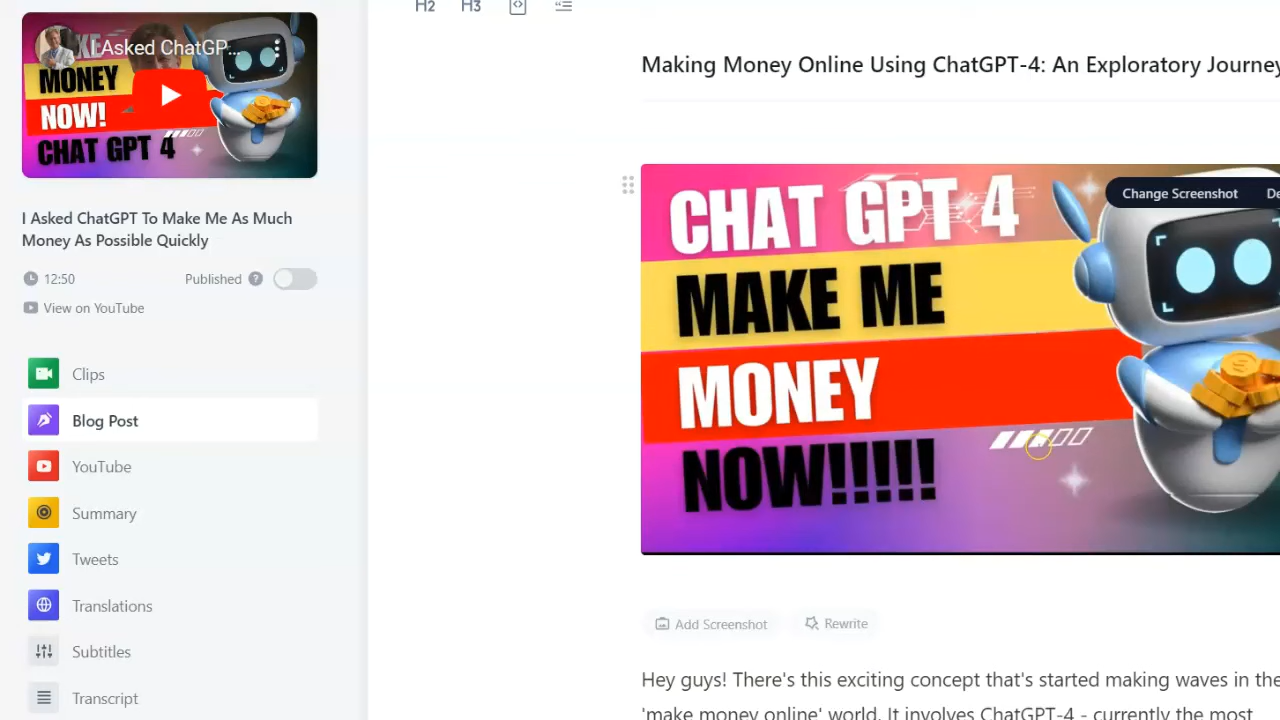 I Asked ChatGP...
MONEY
NOW!
CHAT GPT 4
I Asked ChatGPT To Make Me As Much
Money As Possible Quickly
12:50
Published ?
View on YouTube
Clips
Blog Post
YouTube
Summary
Tweets
Translations
Subtitles
Transcript
H2 H3
Making Money Online Using ChatGPT-4: An Exploratory Journey
CHAT GPT 4
Change Screenshot De
MAKE ME
MONEY
NOW!!!!!
Add Screenshot
Rewrite
Hey guys! There's this exciting concept that's started making waves in the
'make money online' world. It involves ChatGPT-4 - currently the most